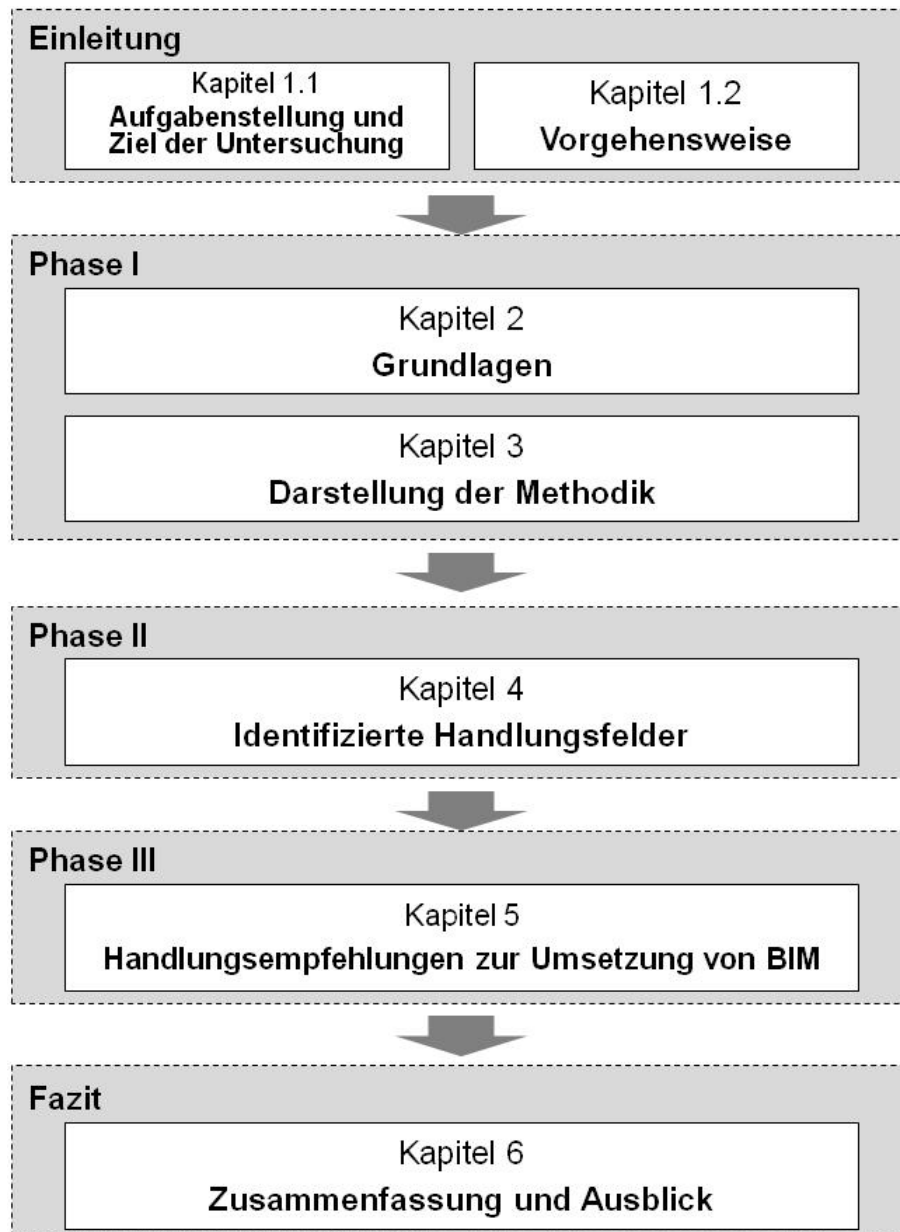 Einleitung
Kapitel 1.1
Aufgabenstellung und
Ziel der Untersuchung
Kapitel 1.2
Vorgehensweise
Phase I
Kapitel 2
Grundlagen
Kapitel 3
Darstellung der Methodik
Phase II
Kapitel 4
Identifizierte Handlungsfelder
Phase III
Kapitel 5
Handlungsempfehlungen zur Umsetzung von BIM
Fazit
Kapitel 6
Zusammenfassung und Ausblick